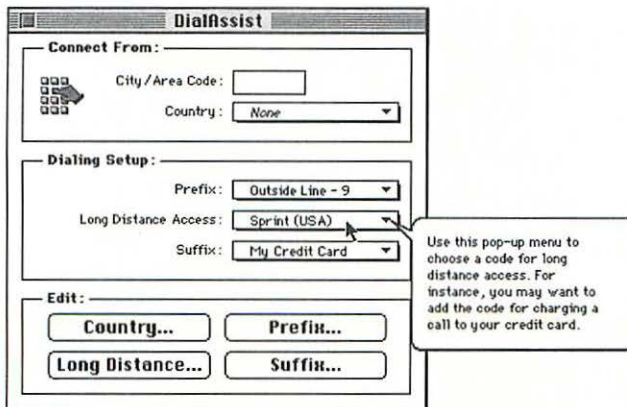 DialAssist
Connect From:
City/Area Code:
Country: None
Dialing Setup:
Prefix: Outside Line - 9
Long Distance Access: Sprint (USA)
Suffix: My Credit Card
Use this pop-up menu to
choose a code for long
distance access. For
instance, you may want to
add the code for charging a
call to your credit card.
Edit:
Country... Prefix...
Long Distance... Suffix...